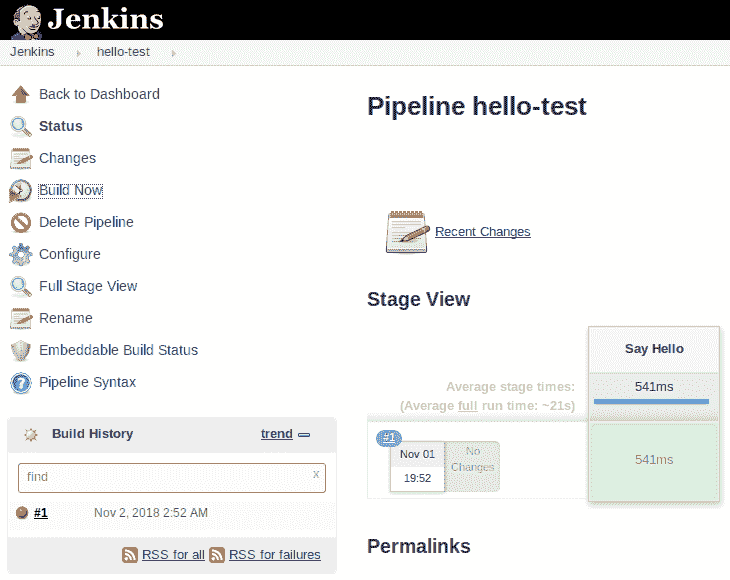 Jenkins
Jenkins
hello-test
Back to Dashboard
Status
Changes
Build Now
Delete Pipeline
Configure
Full Stage View
Rename
Embeddable Build Status
Pipeline Syntax
Build History
trend
find
x
#1
Nov 2, 2018 2:52 AM
RSS for all
RSS for failures
Pipeline hello-test
Recent Changes
Stage View
Say Hello
Average stage times:
541ms
(Average full run time: ~21s)
#1
Nov 01
19:52
No
Changes
541ms
Permalinks